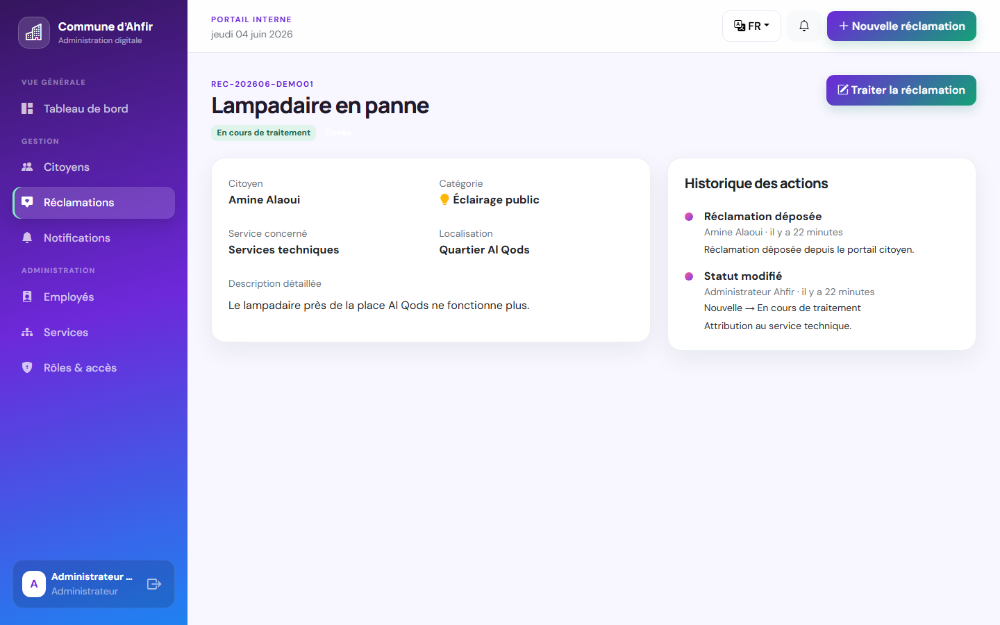 Commune d'Ahfir
Administration digitale
VUE GÉNÉRALE
Tableau de bord
GESTION
Citoyens
Réclamations
Notifications
ADMINISTRATION
Employés
Services
Rôles & accès
A
Administrateur ...
Administrateur
PORTAIL INTERNE
jeudi 04 juin 2026
FR
+ Nouvelle réclamation
REC-202606-DEMO01
Lampadaire en panne
En cours de traitement
Élevée
Traiter la réclamation
Citoyen
Amine Alaoui
Catégorie
Éclairage public
Service concerné
Services techniques
Localisation
Quartier Al Qods
Description détaillée
Le lampadaire près de la place Al Qods ne fonctionne plus.
Historique des actions
Réclamation déposée
Amine Alaoui · il y a 22 minutes
Réclamation déposée depuis le portail citoyen.
Statut modifié
Administrateur Ahfir · il y a 22 minutes
Nouvelle → En cours de traitement
Attribution au service technique.